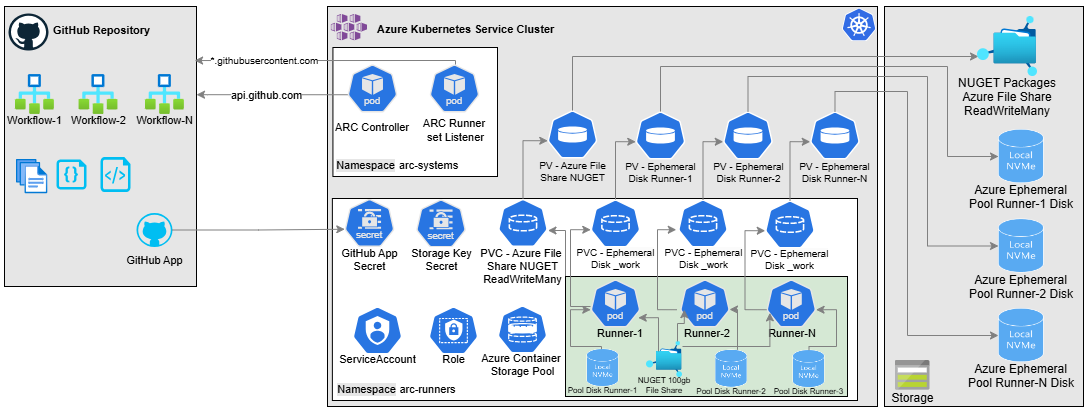 GitHub Repository
Workflow-1
Workflow-2
Workflow-N
{}
</>
GitHub App
Azure Kubernetes Service Cluster
*.githubusercontent.com
api.github.com
pod
ARC Controller
pod
ARC Runner
set Listener
Namespace arc-systems
PV - Azure File
Share NUGET
PV - Ephemeral
Disk Runner-1
PV - Ephemeral
Disk Runner-2
PV - Ephemeral
Disk Runner-N
secret
GitHub App
Secret
secret
Storage Key
Secret
PVC - Azure File
Share NUGET
ReadWriteMany
PVC - Ephemeral
Disk _work
PVC - Ephemeral
Disk _work
PVC - Ephemeral
Disk _work
pod
Runner-1
pod
Runner-2
pod
Runner-N
ServiceAccount
Role
Azure Container
Storage Pool
Local
NVMe
Pool Disk Runner-1
NUGET 100gb
File Share
Local
NVMe
Pool Disk Runner-2
Local
NVMe
Pool Disk Runner-3
Namespace arc-runners
NUGET Packages
Azure File Share
ReadWriteMany
Local
NVMe
Azure Ephemeral
Pool Runner-1 Disk
Local
NVMe
Azure Ephemeral
Pool Runner-2 Disk
Local
NVMe
Azure Ephemeral
Pool Runner-N Disk
Storage